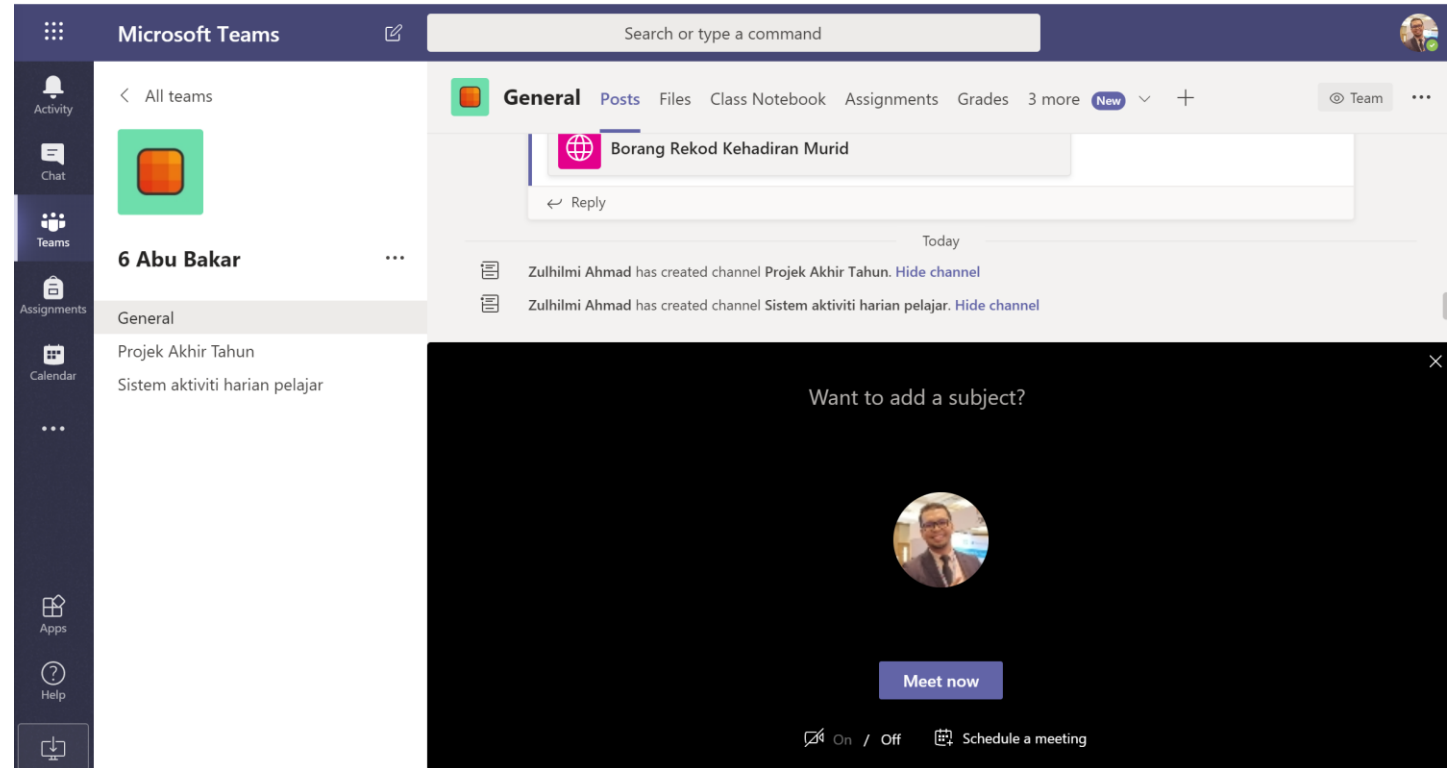 Microsoft Teams
Search or type a command
Activity
Chat
Teams
Assignments
Calendar
Apps
Help
All teams
6 Abu Bakar
General
Projek Akhir Tahun
Sistem aktiviti harian pelajar
General Posts Files Class Notebook Assignments Grades 3 more New
Team
Borang Rekod Kehadiran Murid
Reply
Today
Zulhilmi Ahmad has created channel Projek Akhir Tahun. Hide channel
Zulhilmi Ahmad has created channel Sistem aktiviti harian pelajar. Hide channel
Want to add a subject?
Meet now
On / Off Schedule a meeting